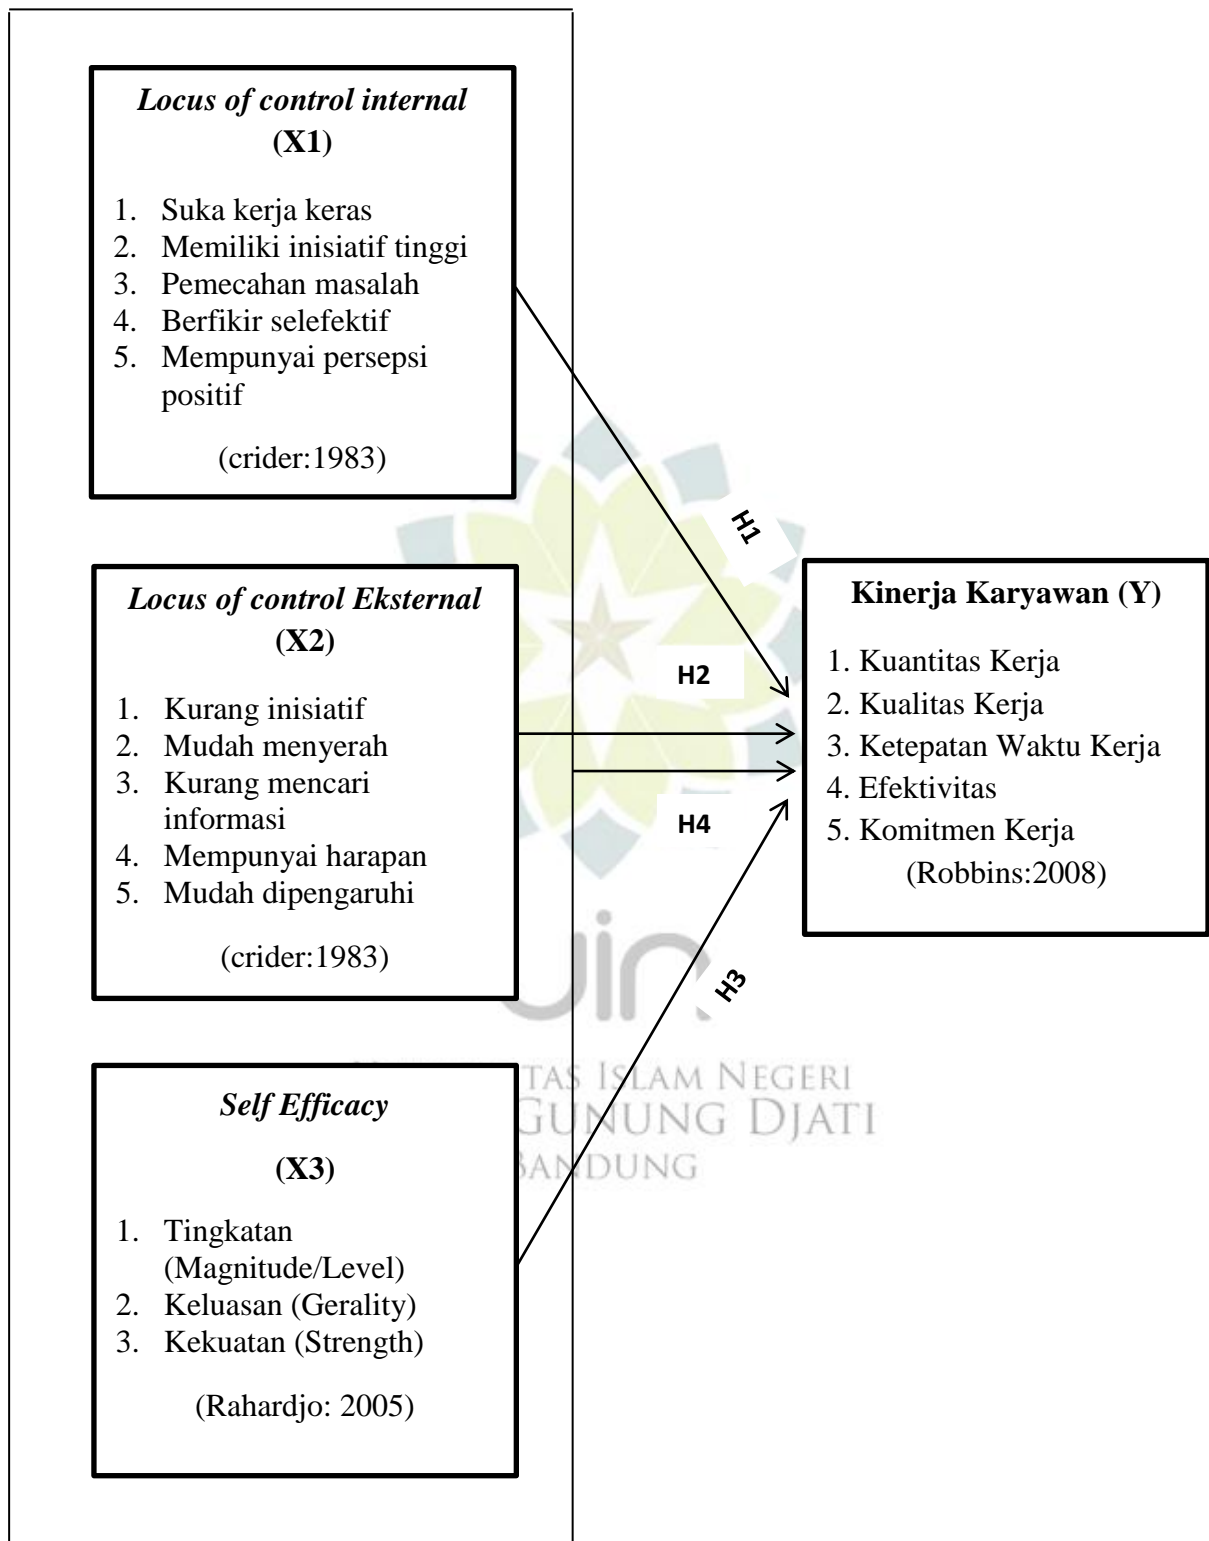 Locus of control internal
(X1)
1. Suka kerja keras
2. Memiliki inisiatif tinggi
3. Pemecahan masalah
4. Berfikir selefektif
5. Mempunyai persepsi
positif
(crider:1983)
H1
Locus of control Eksternal
(X2)
1. Kurang inisiatif
2. Mudah menyerah
3. Kurang mencari
informasi
4. Mempunyai harapan
5. Mudah dipengaruhi
(crider:1983)
H2
H4
H3
Kinerja Karyawan (Y)
1. Kuantitas Kerja
2. Kualitas Kerja
3. Ketepatan Waktu Kerja
4. Efektivitas
5. Komitmen Kerja
(Robbins:2008)
Self Efficacy
(X3)
1. Tingkatan
(Magnitude/Level)
2. Keluasan (Gerality)
3. Kekuatan (Strength)
(Rahardjo: 2005)
uin
TAS ISLAM NEGERI
GUNUNG DJATI
BANDUNG